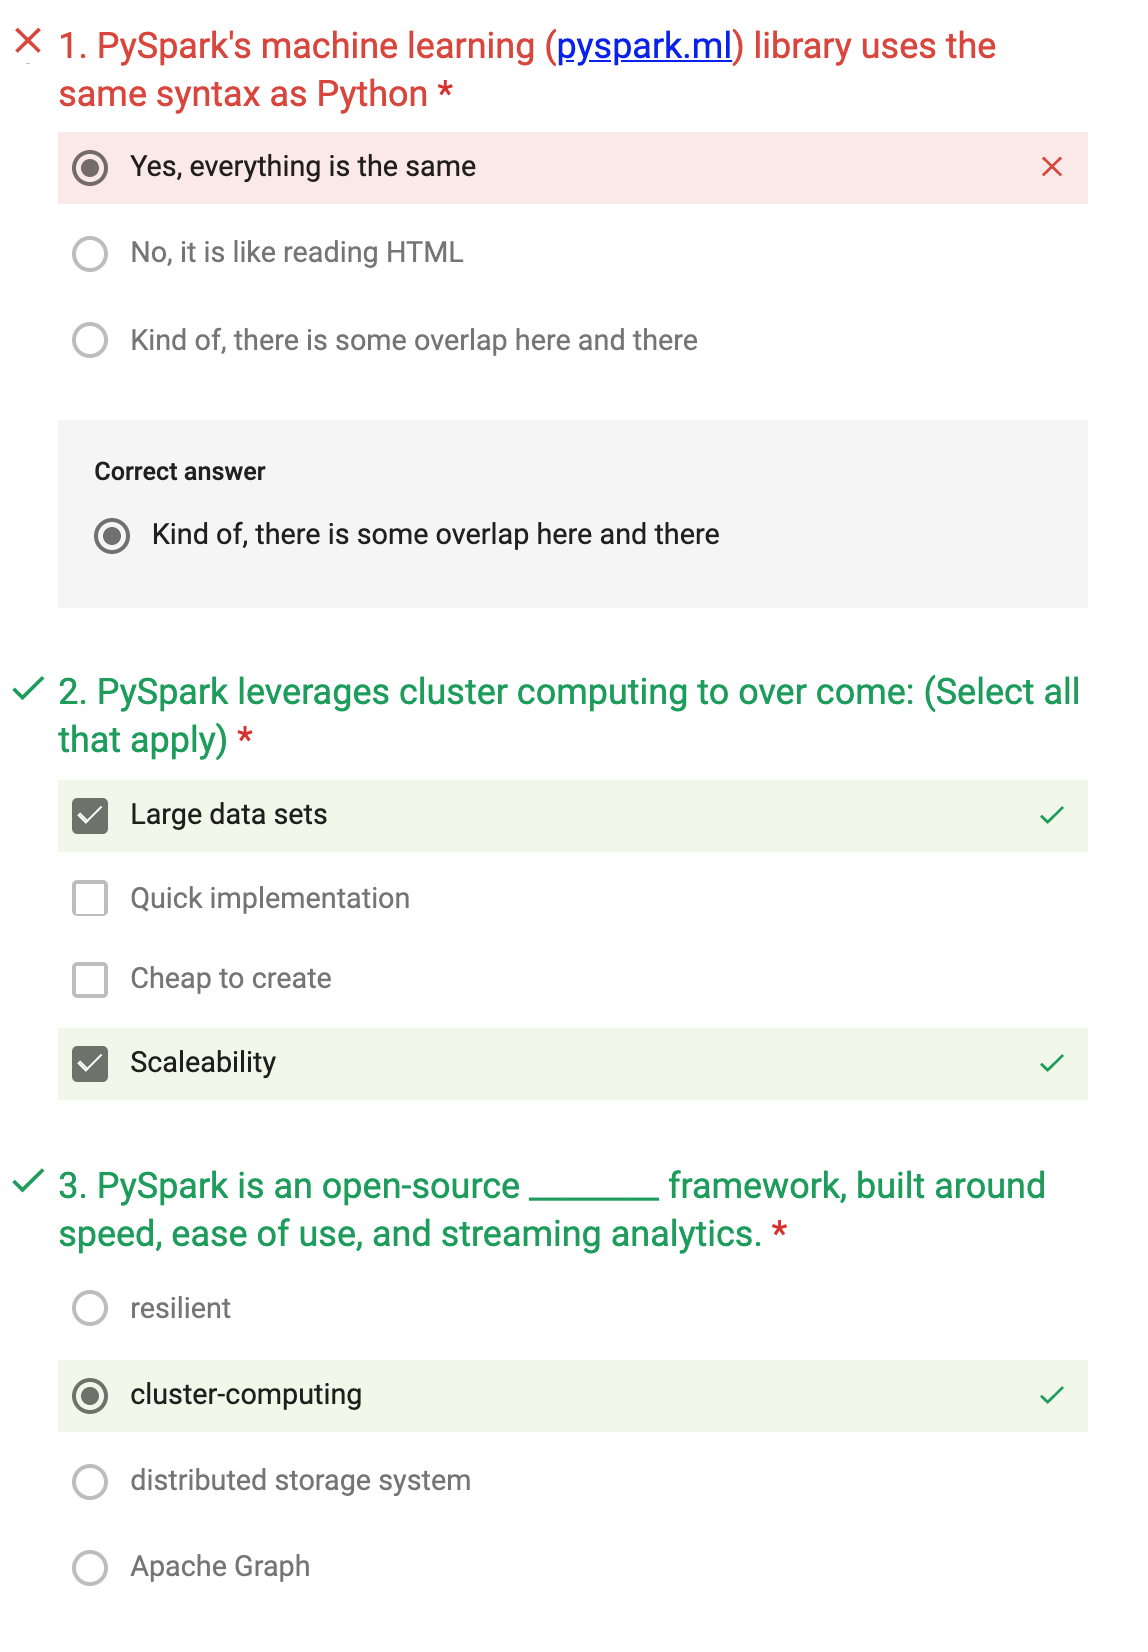 1. PySpark's machine learning (pyspark.ml) library uses the
same syntax as Python *
Yes, everything is the same
No, it is like reading HTML
Kind of, there is some overlap here and there
Correct answer
Kind of, there is some overlap here and there
2. PySpark leverages cluster computing to over come: (Select all
that apply) *
Large data sets
Quick implementation
Cheap to create
Scaleability
3. PySpark is an open-source _______ framework, built around
speed, ease of use, and streaming analytics. *
resilient
cluster-computing
distributed storage system
Apache Graph